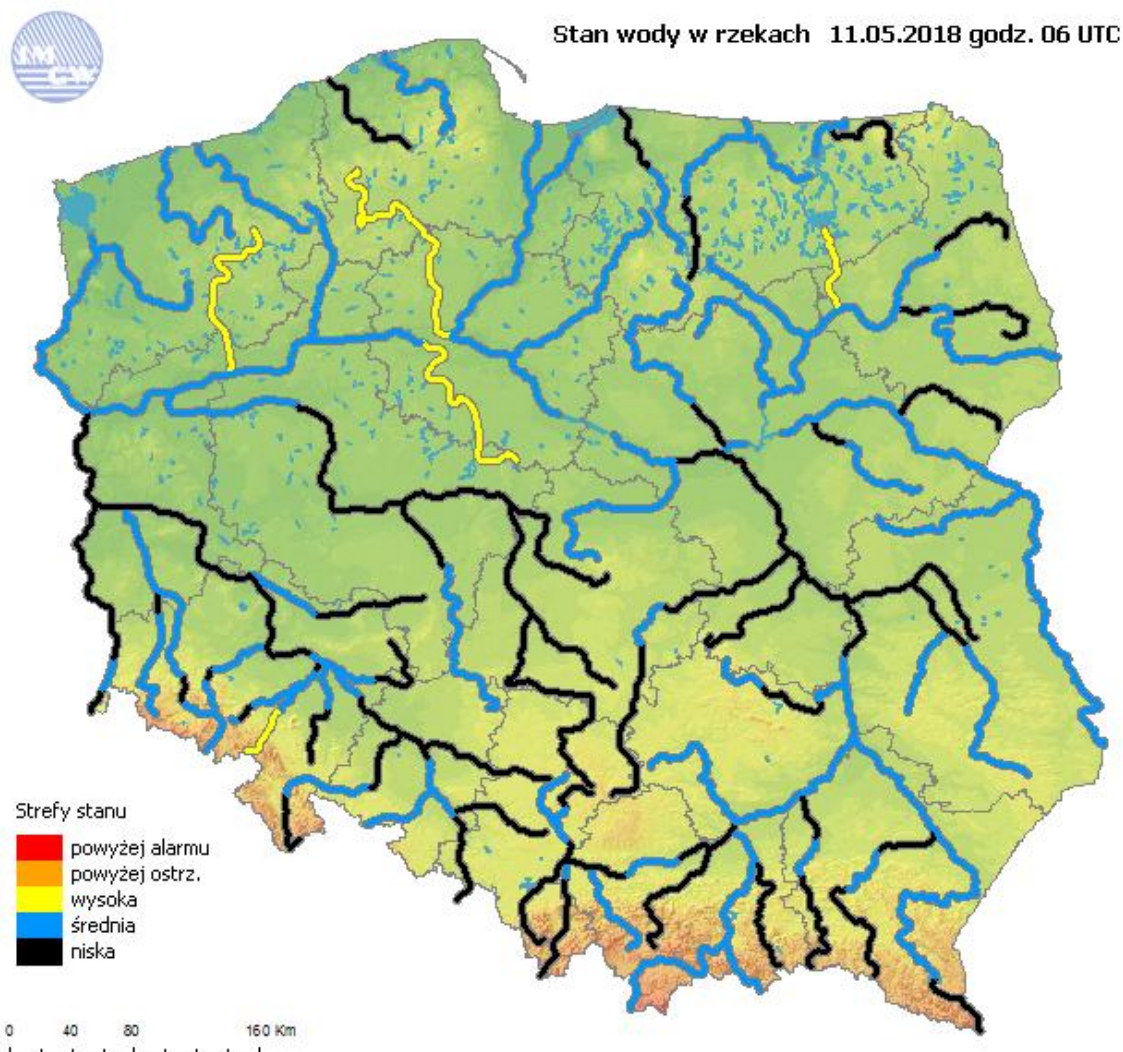 IMGW
Stan wody w rzekach 11.05.2018 godz. 06 UTC
Strefy stanu
powyżej alarmu
powyżej ostrz.
wysoka
średnia
niska
0 40 80 160 Km